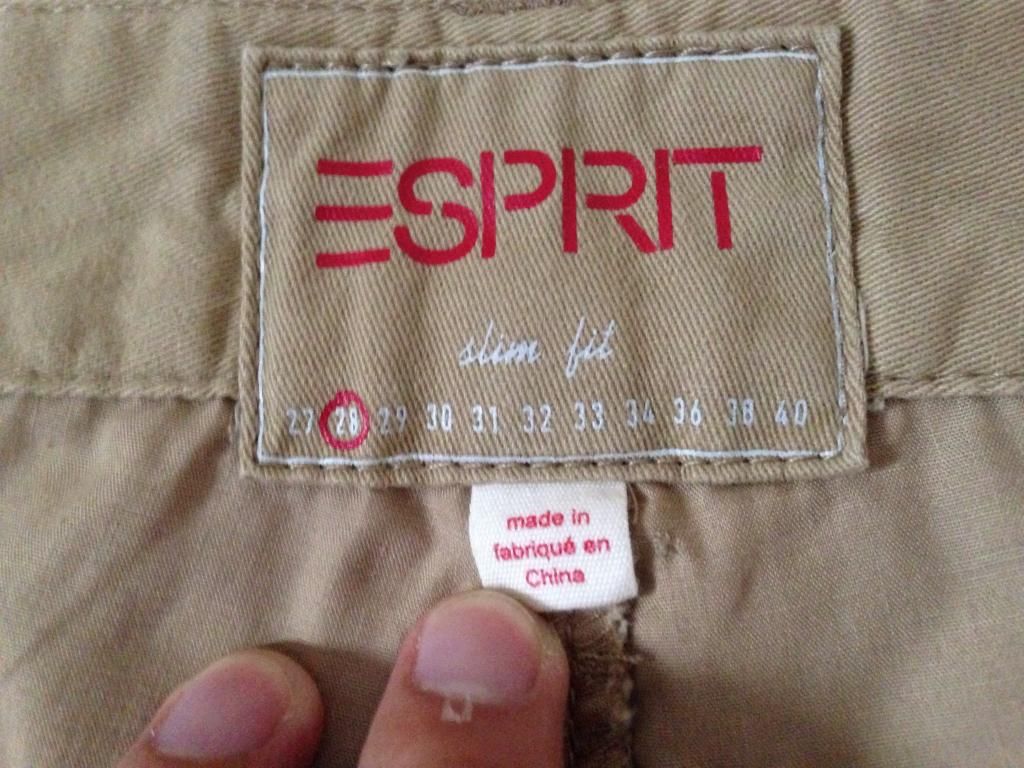 ESPRIT
slim fit
27 28 29 30 31 32 33 34 36 38 40
made in
fabriqué en
China